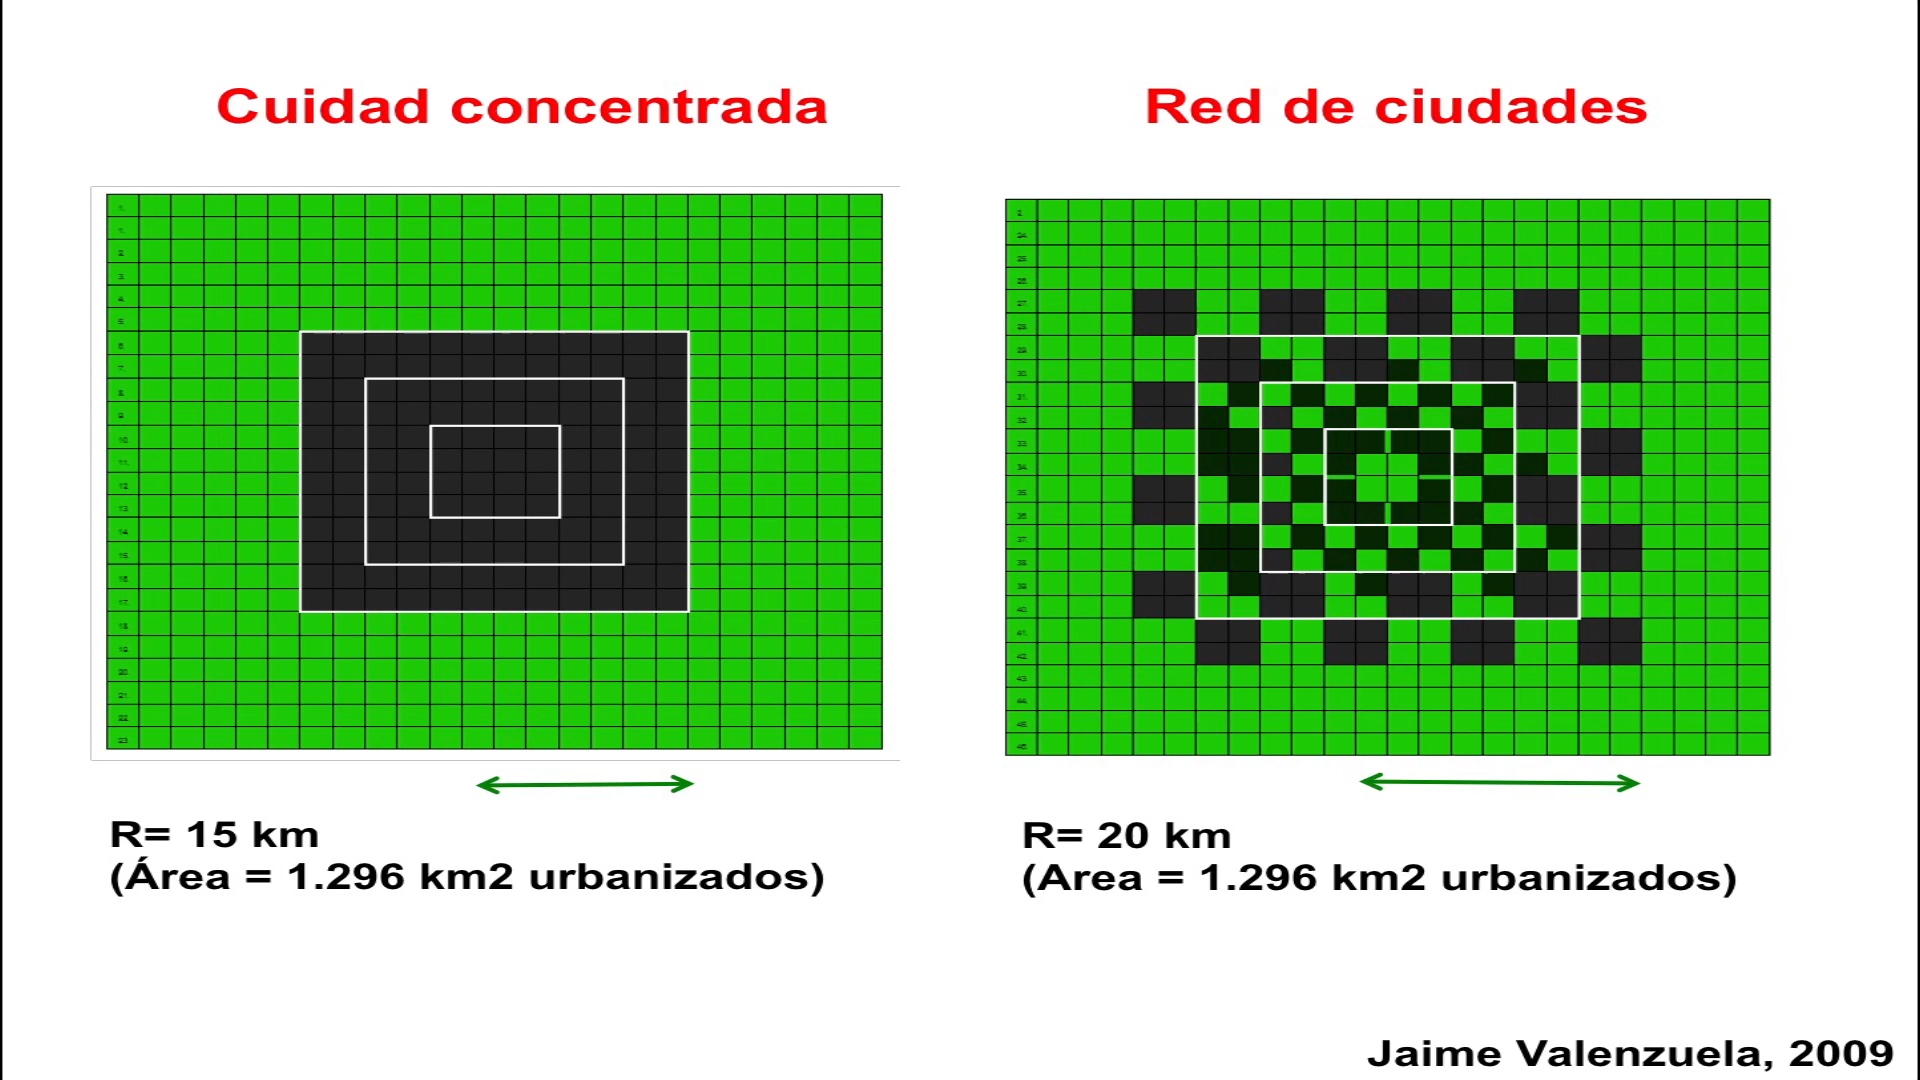 Cuidad concentrada
Red de ciudades
R= 15 km
(Área = 1.296 km2 urbanizados)
R= 20 km
(Area = 1.296 km2 urbanizados)
Jaime Valenzuela, 2009